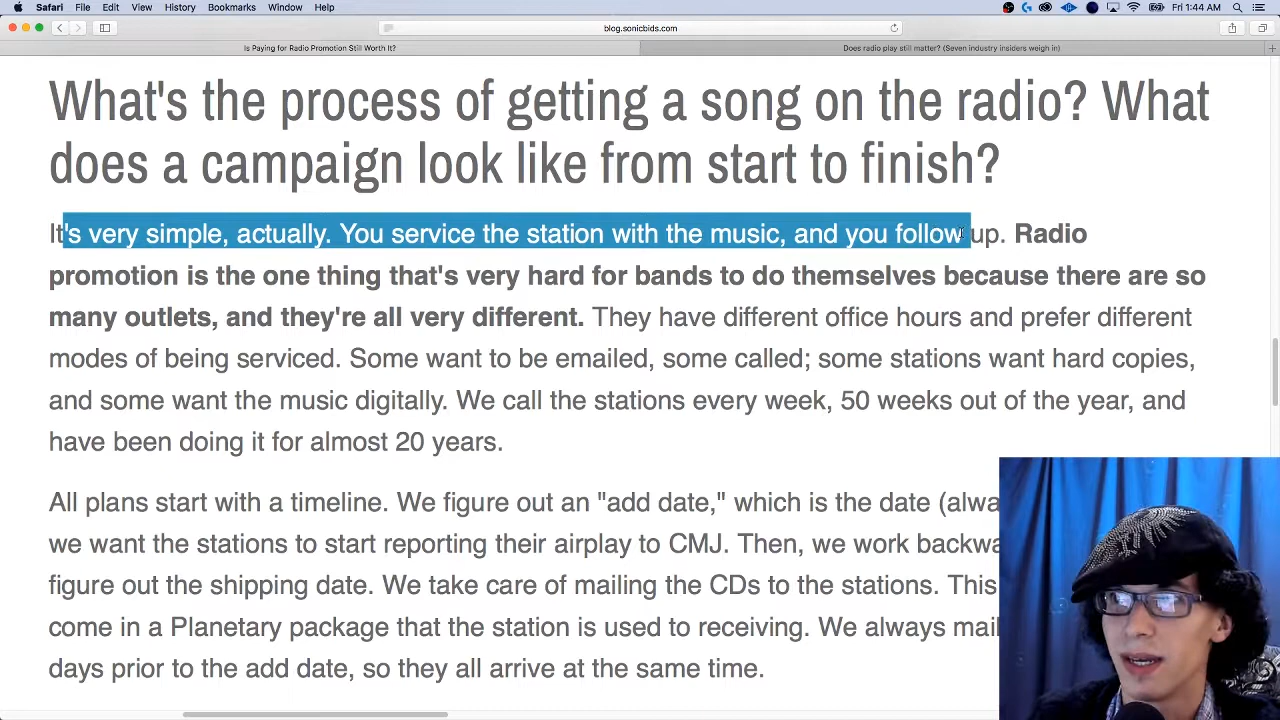 Safari File Edit View History Bookmarks Window Help Fri 1:44 AM
blog.sonicbids.com
Is Paying for Radio Promotion Still Worth It? Does radio play still matter? (Seven industry insiders weigh in)
What's the process of getting a song on the radio? What
does a campaign look like from start to finish?
It's very simple, actually. You service the station with the music, and you follow up. Radio
promotion is the one thing that's very hard for bands to do themselves because there are so
many outlets, and they're all very different. They have different office hours and prefer different
modes of being serviced. Some want to be emailed, some called; some stations want hard copies,
and some want the music digitally. We call the stations every week, 50 weeks out of the year, and
have been doing it for almost 20 years.
All plans start with a timeline. We figure out an "add date," which is the date (alwa
we want the stations to start reporting their airplay to CMJ. Then, we work backwa
figure out the shipping date. We take care of mailing the CDs to the stations. This
come in a Planetary package that the station is used to receiving. We always mail
days prior to the add date, so they all arrive at the same time.